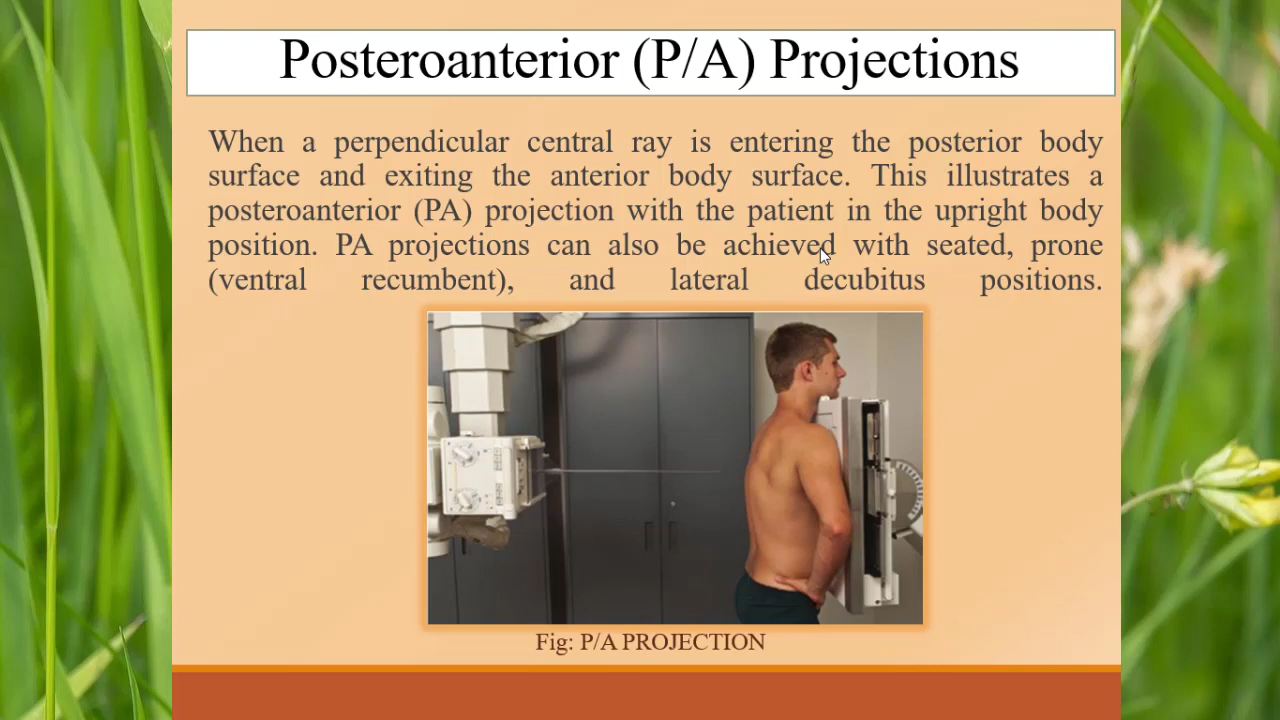 Posteroanterior (P/A) Projections
When a perpendicular central ray is entering the posterior body
surface and exiting the anterior body surface. This illustrates a
posteroanterior (PA) projection with the patient in the upright body
position. PA projections can also be achieved with seated, prone
(ventral recumbent), and lateral decubitus positions.
Fig: P/A PROJECTION